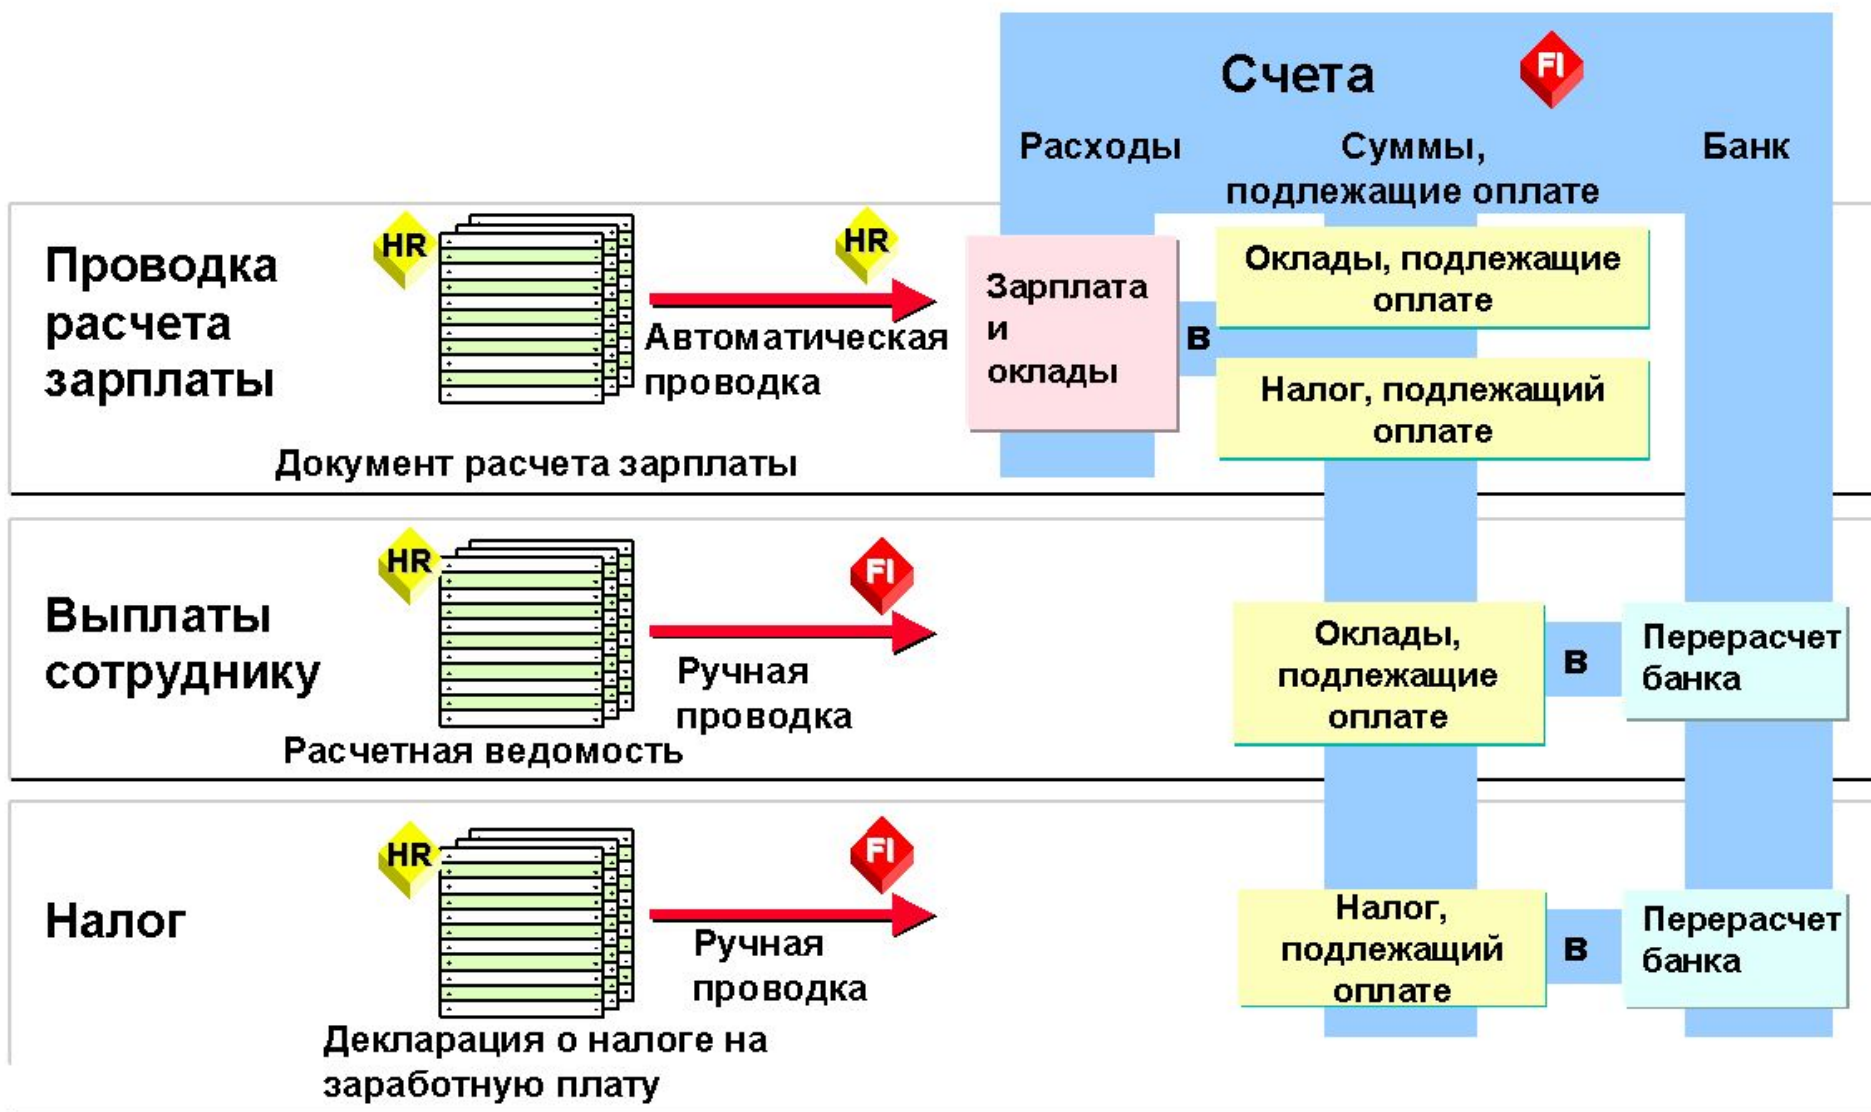 Счета
FI
Расходы
Суммы,
подлежащие оплате
Банк
Проводка
расчета
зарплаты
HR
HR
Автоматическая
проводка
Документ расчета зарплаты
Зарплата
и
оклады
в
Оклады, подлежащие
оплате
Налог, подлежащий
оплате
Выплаты
сотруднику
HR
FI
Ручная
проводка
Расчетная ведомость
Оклады,
подлежащие
оплате
в
Перерасчет
банка
Налог
HR
FI
Ручная
проводка
Декларация о налоге на
заработную плату
Налог,
подлежащий
оплате
в
Перерасчет
банка